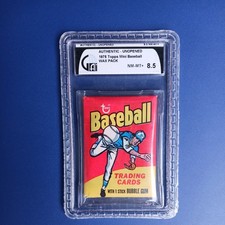 AUTHENTIC - UNOPENED
1975 Topps Mini Baseball
WAX PACK
NM-MT+ 8.5
GAI
Baseball
TRADING
CARDS
WITH 1 STICK BUBBLE GUM